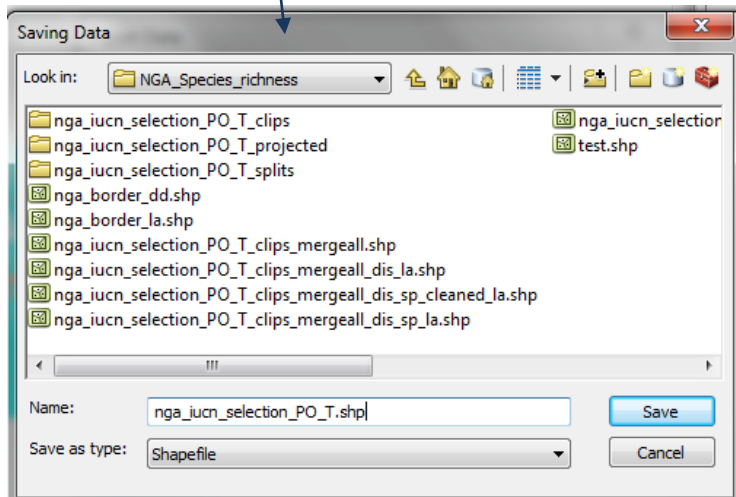 Saving Data
X
Look in: NGA_Species_richness
nga_iucn_selection_PO_T_clips
nga_iucn_selection_PO_T_projected
nga_iucn_selection_PO_T_splits
nga_border_dd.shp
nga_border_la.shp
nga_iucn_selection_PO_T_clips_mergeall.shp
nga_iucn_selection_PO_T_clips_mergeall_dis_la.shp
nga_iucn_selection_PO_T_clips_mergeall_dis_sp_cleaned_la.shp
nga_iucn_selection_PO_T_clips_mergeall_dis_sp_la.shp
nga_iucn_selection
test.shp
Name: nga_iucn_selection_PO_T.shp Save
Save as type: Shapefile Cancel